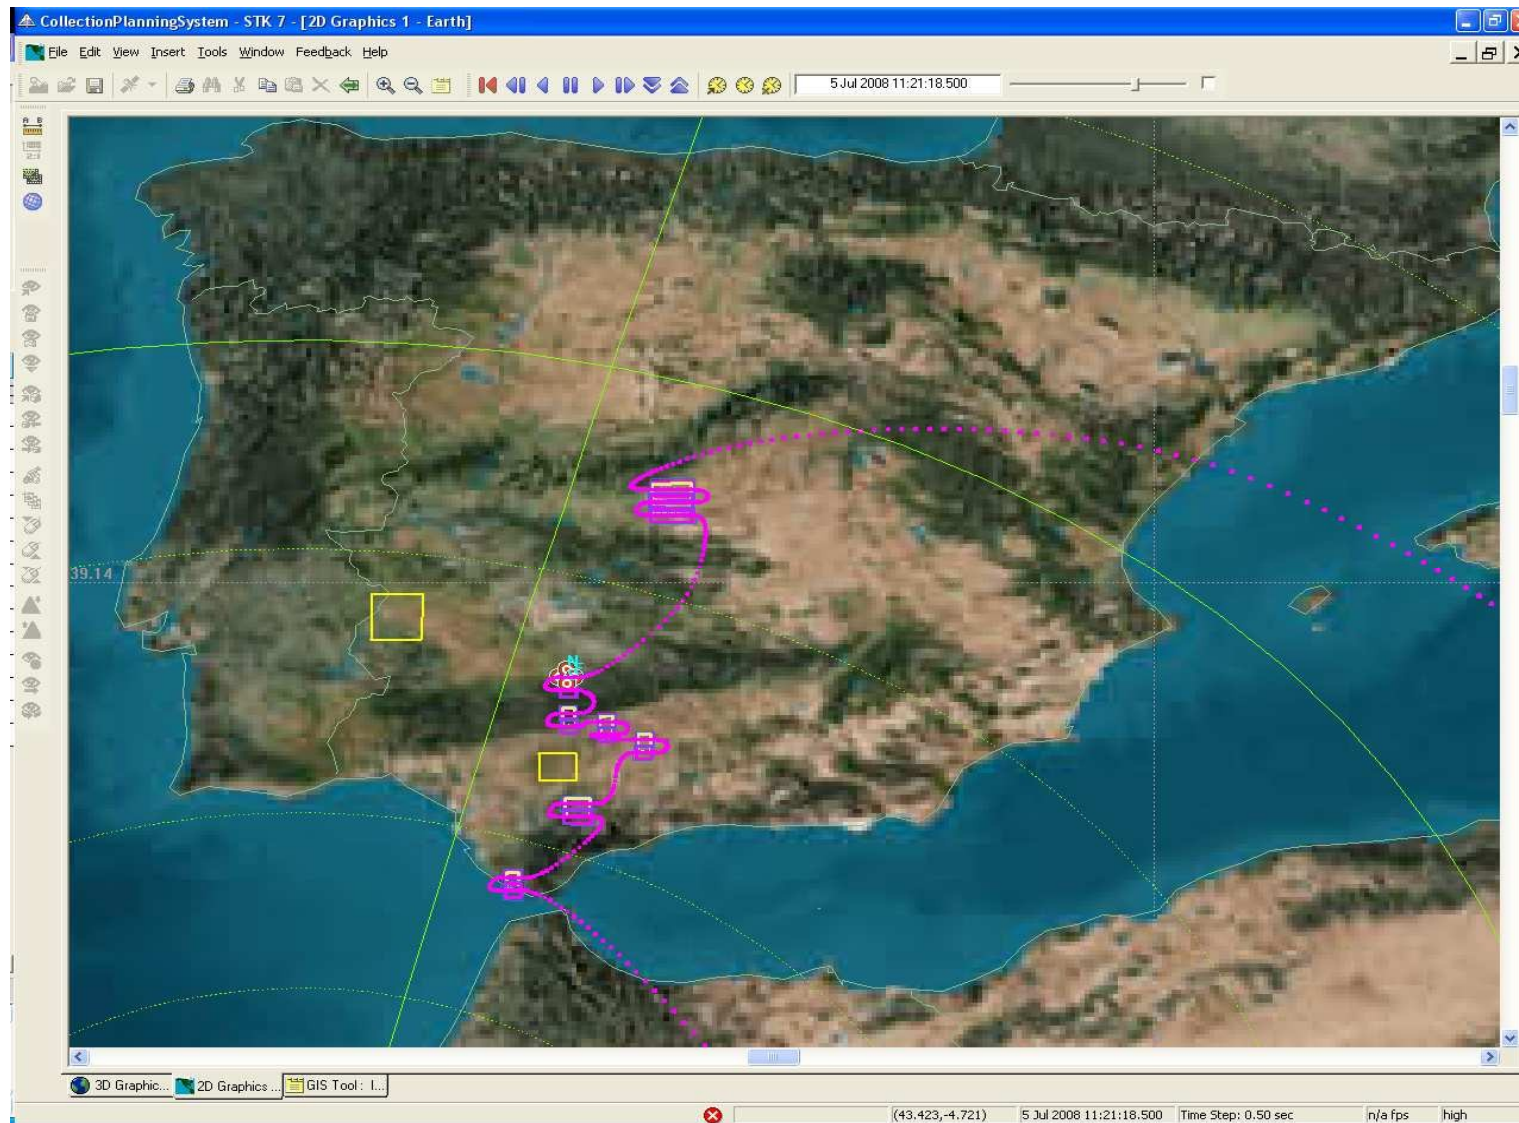 CollectionPlanningSystem - STK 7 - [2D Graphics 1 - Earth]
File Edit View Insert Tools Window Feedback Help
5 Jul 2008 11:21:18.500
39.14
N
3D Graphic... 2D Graphics ... GIS Tool : I...
(43.423,-4.721) 5 Jul 2008 11:21:18.500 Time Step: 0.50 sec n/a fps high